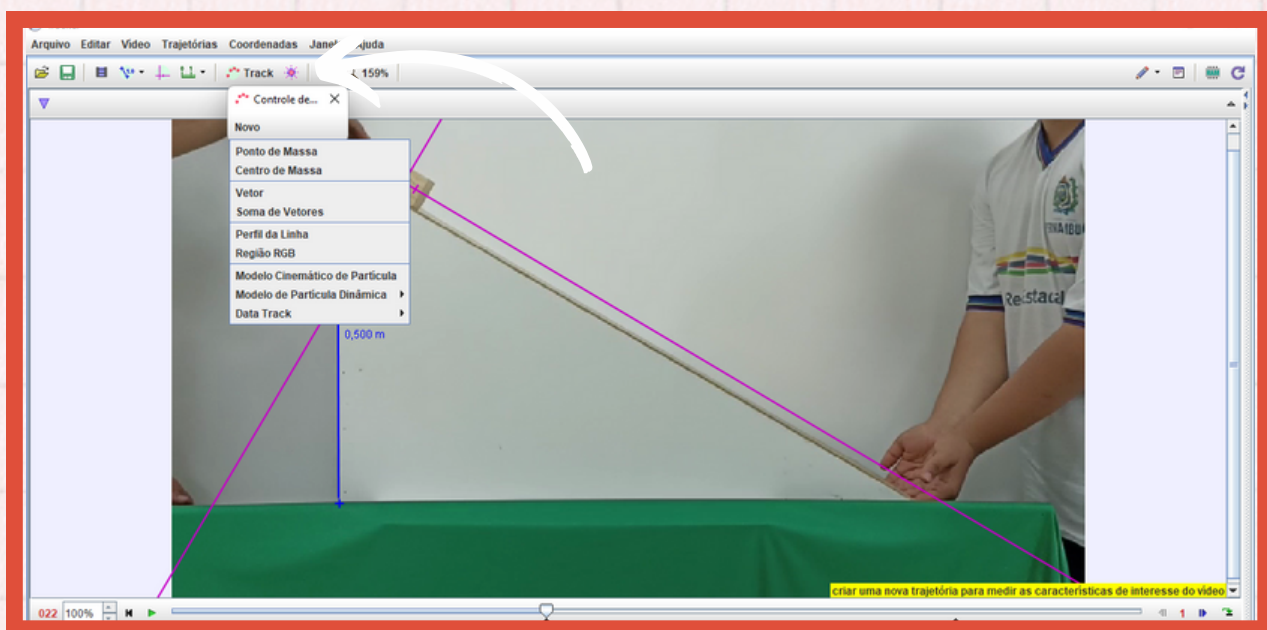 Arquivo Editar Vídeo Trajetórias Coordenadas
Track 159%
Controle de...
Novo
Ponto de Massa
Centro de Massa
Vetor
Soma de Vetores
Perfil da Linha
Região RGB
Modelo Cinemático de Partícula
Modelo de Partícula Dinâmica
Data Track
0,500 m
criar uma nova trajetória para medir as características de interesse do vídeo
022 100% 1